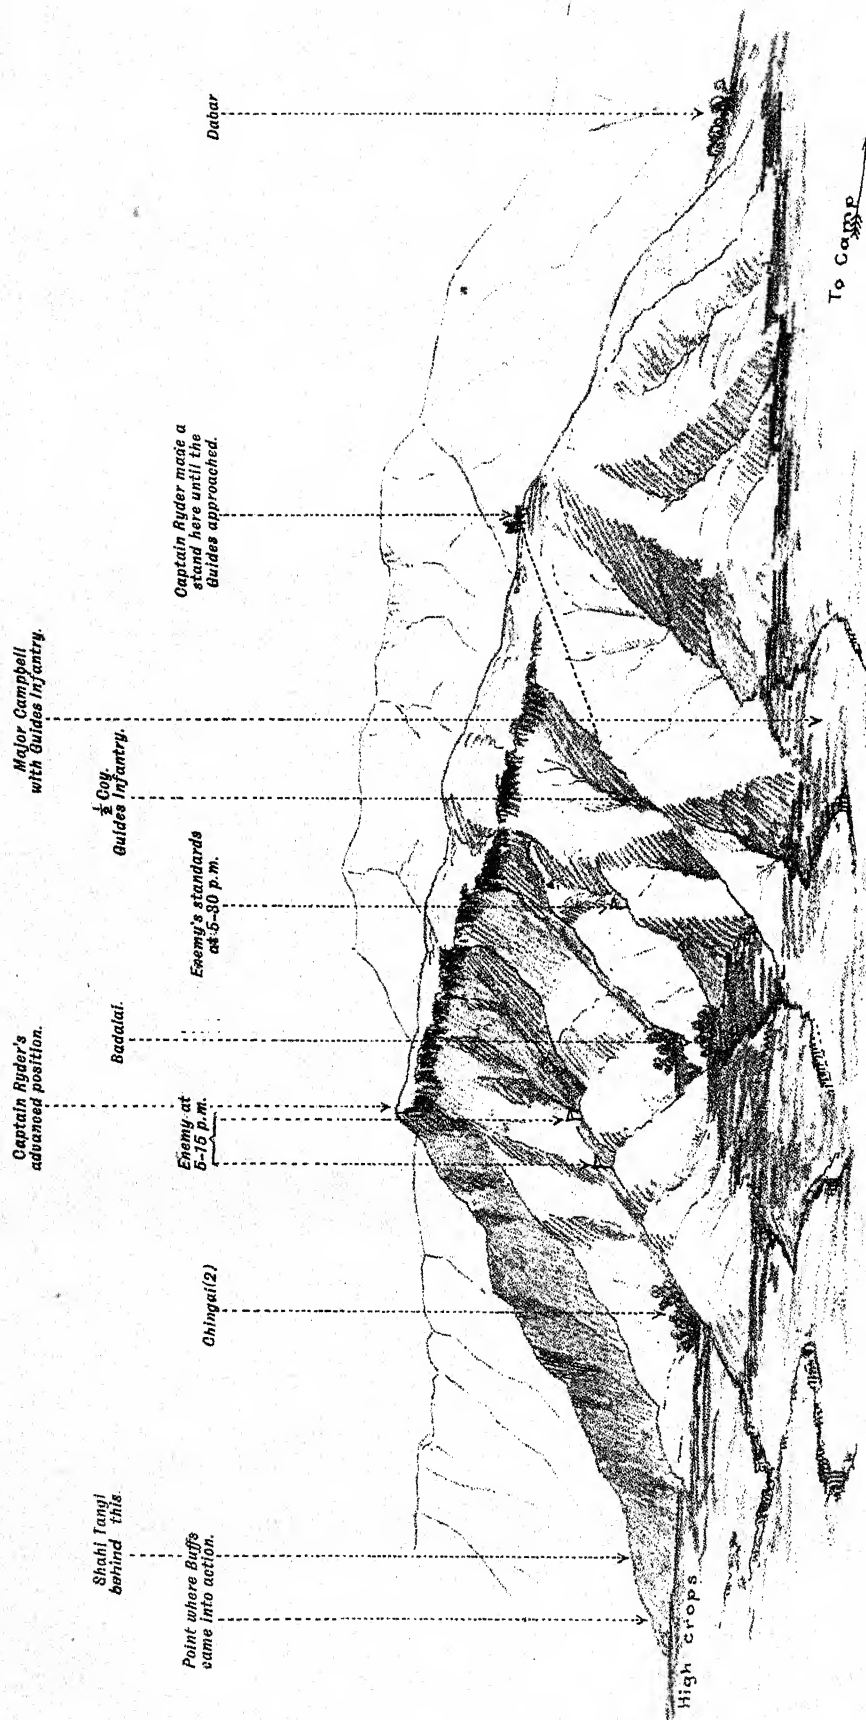 Shahi Tangi
behind this.
Point where Buffs
came into action.
Chingai (2)
Captain Ryder's
advanced position.
Enemy at
5-15 p.m.
Badalai.
Enemy's standards
at 5-30 p.m.
½ Coy.
Guides Infantry.
Major Campbell
with Guides Infantry.
Captain Ryder made a
stand here until the
Guides approached.
Dabar
High crops
To Camp